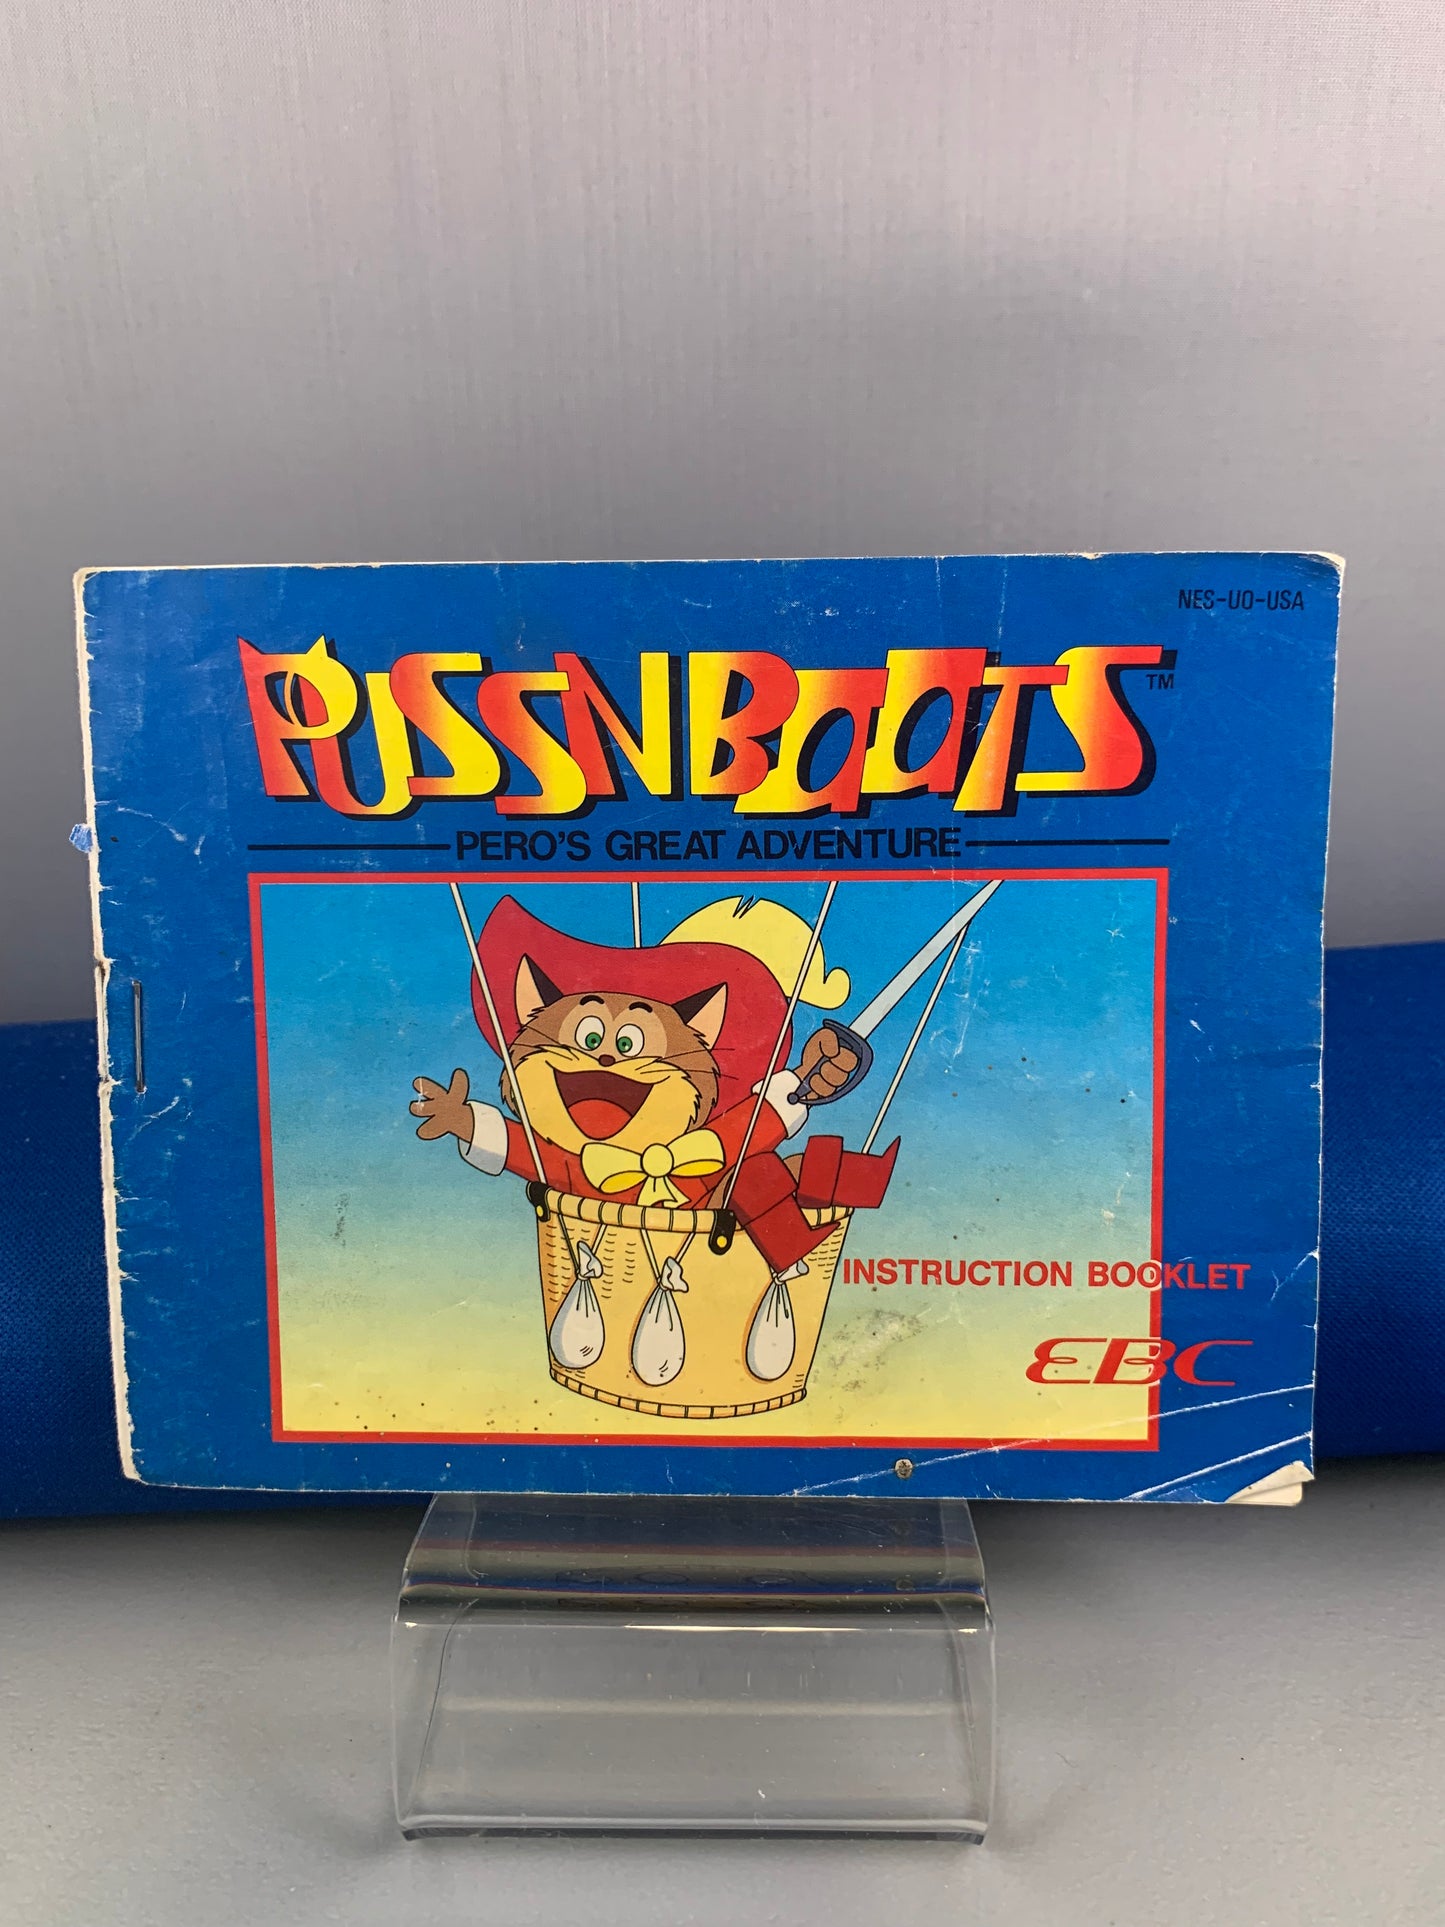 NES-UO-USA
PUSSNBOOTS™
PERO'S GREAT ADVENTURE
INSTRUCTION BOOKLET
EBC